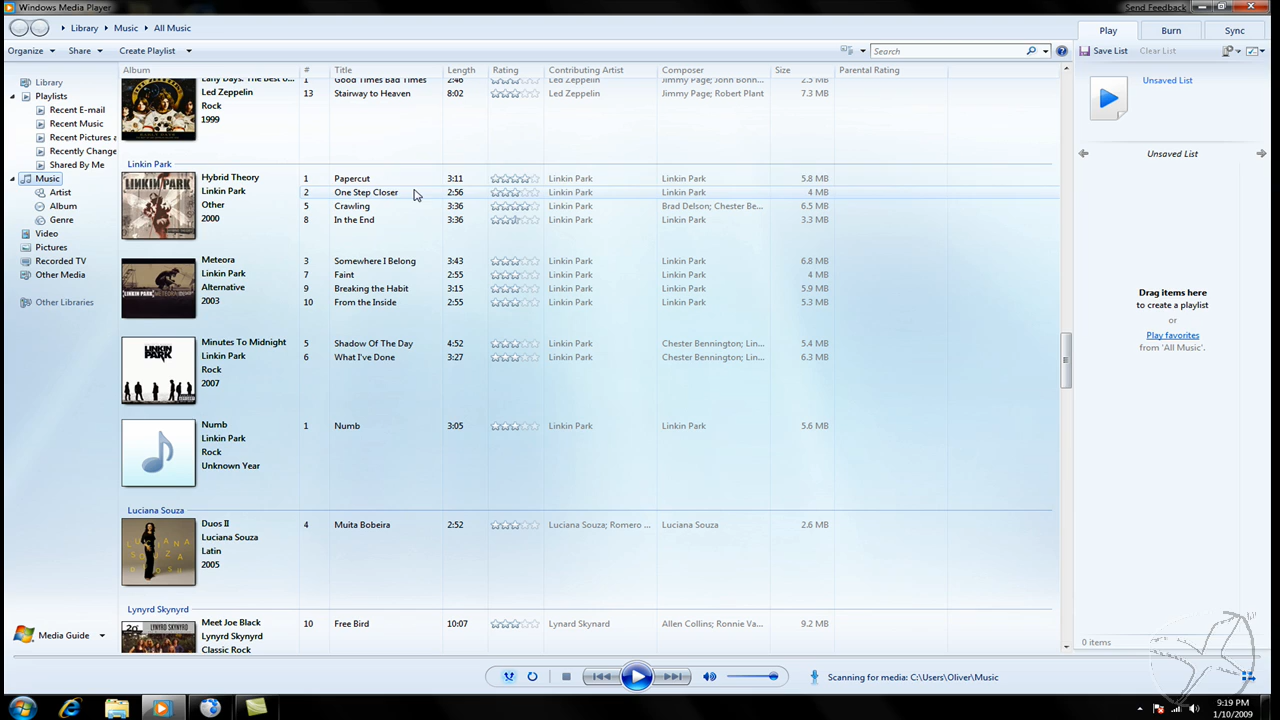 Windows Media Player
Send Feedback
Library ▸ Music ▸ All Music
Play
Burn
Sync
Organize
Share
Create Playlist
Search
Save List
Clear List
Album # Title Length Rating Contributing Artist Composer Size Parental Rating
Library
Playlists
Recent E-mail
Recent Music
Recent Pictures a
Recently Change
Shared By Me
Music
Artist
Album
Genre
Video
Pictures
Recorded TV
Other Media
Other Libraries
Media Guide
Early Days: The Best o...
Led Zeppelin
Rock
1999
1 Good Times Bad Times 2:46 Led Zeppelin Jimmy Page; John Bonh... 2.5 MB
13 Stairway to Heaven 8:02 Led Zeppelin Jimmy Page; Robert Plant 7.3 MB
Linkin Park
LINKIN PARK
Hybrid Theory
Linkin Park
Other
2000
1 Papercut 3:11 Linkin Park Linkin Park 5.8 MB
2 One Step Closer 2:56 Linkin Park Linkin Park 4 MB
5 Crawling 3:36 Linkin Park Brad Delson; Chester Be... 6.5 MB
8 In the End 3:36 Linkin Park Linkin Park 3.3 MB
Meteora
Linkin Park
Alternative
2003
3 Somewhere I Belong 3:43 Linkin Park Linkin Park 6.8 MB
7 Faint 2:55 Linkin Park Linkin Park 4 MB
9 Breaking the Habit 3:15 Linkin Park Linkin Park 5.9 MB
10 From the Inside 2:55 Linkin Park Linkin Park 5.3 MB
LINKIN PARK
Minutes To Midnight
Linkin Park
Rock
2007
5 Shadow Of The Day 4:52 Linkin Park Chester Bennington; Lin... 5.4 MB
6 What I've Done 3:27 Linkin Park Chester Bennington; Lin... 6.3 MB
Numb
Linkin Park
Rock
Unknown Year
1 Numb 3:05 Linkin Park Linkin Park 5.6 MB
Luciana Souza
Duos II
Luciana Souza
Latin
2005
4 Muita Bobeira 2:52 Luciana Souza; Romero ... Luciana Souza 2.6 MB
Lynyrd Skynyrd
Meet Joe Black
Lynyrd Skynyrd
Classic Rock
10 Free Bird 10:07 Lynard Skynard Allen Collins; Ronnie Va... 9.2 MB
Unsaved List
Unsaved List
Drag items here
to create a playlist
or
Play favorites
from 'All Music'.
0 items
Scanning for media: C:\Users\Oliver\Music
9:19 PM
1/10/2009